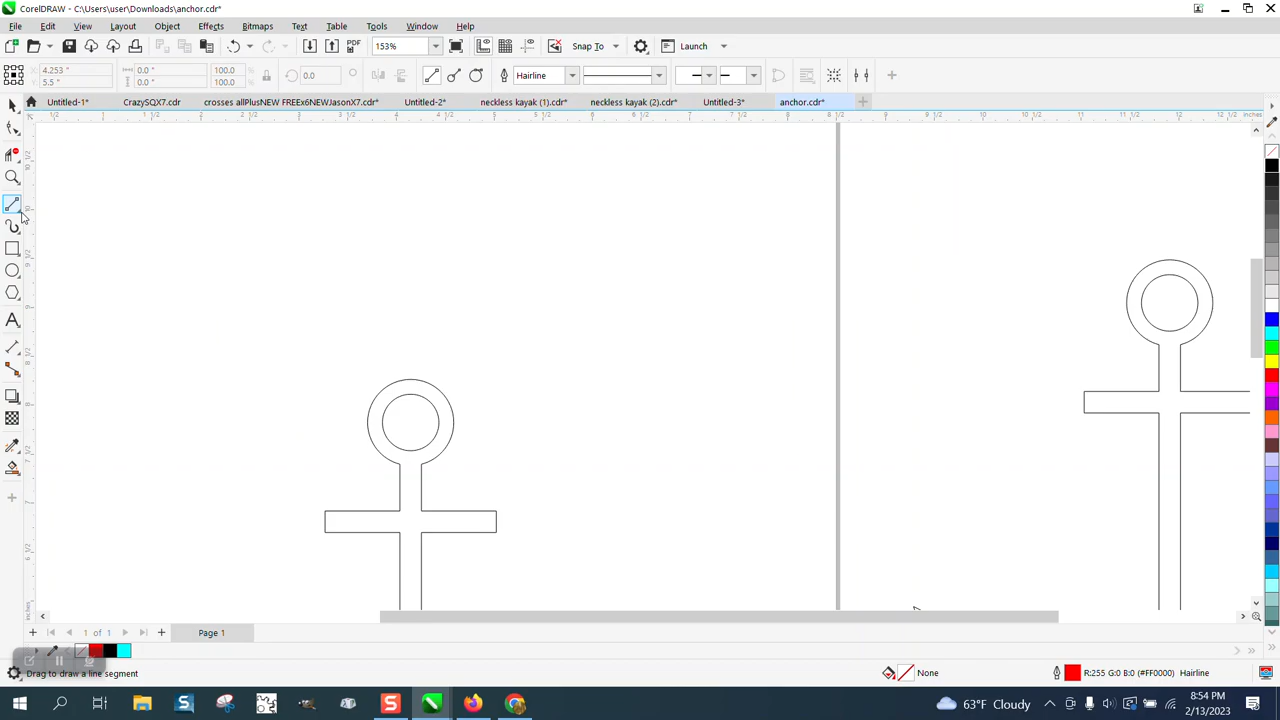 CorelDRAW - C:\Users\user\Downloads\anchor.cdr*
File Edit View Layout Object Effects Bitmaps Text Table Tools Window Help
PDF 153% Snap To Launch
X: 4.253 " 0.0 " 100.0 0.0 Hairline
Y: 5.5 " 0.0 " 100.0
Untitled-1* CrazySQX7.cdr crosses allPlusNEW FREEx6NEWJasonX7.cdr* Untitled-2* neckless kayak (1).cdr* neckless kayak (2).cdr* Untitled-3* anchor.cdr*
1 of 1 Page 1
Drag to draw a line segment None R:255 G:0 B:0 (#FF0000) Hairline
63°F Cloudy 8:54 PM
2/13/2023